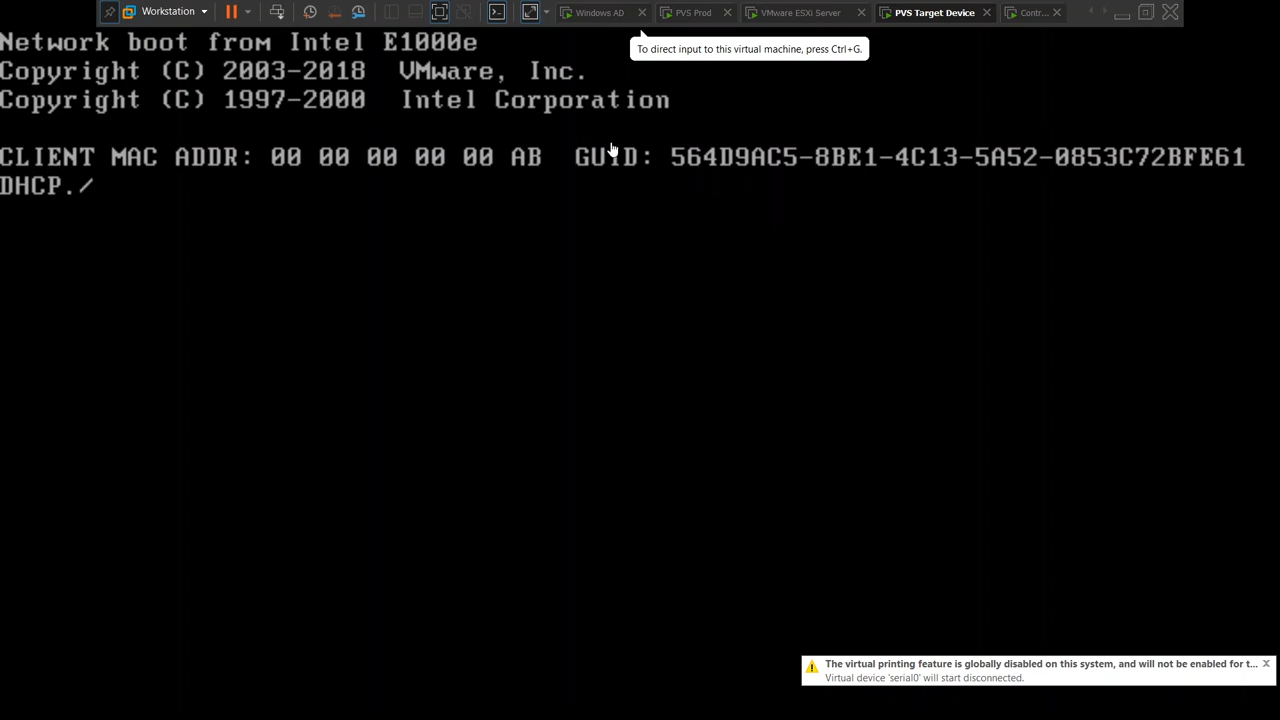 Workstation
Windows AD
PVS Prod
VMware ESXi Server
PVS Target Device
Contr...
To direct input to this virtual machine, press Ctrl+G.
Network boot from Intel E1000e
Copyright (C) 2003-2018  VMware, Inc.
Copyright (C) 1997-2000  Intel Corporation
CLIENT MAC ADDR: 00 00 00 00 00 AB  GUID: 564D9AC5-8BE1-4C13-5A52-0853C72BFE61
DHCP./
The virtual printing feature is globally disabled on this system, and will not be enabled for t...
Virtual device 'serial0' will start disconnected.